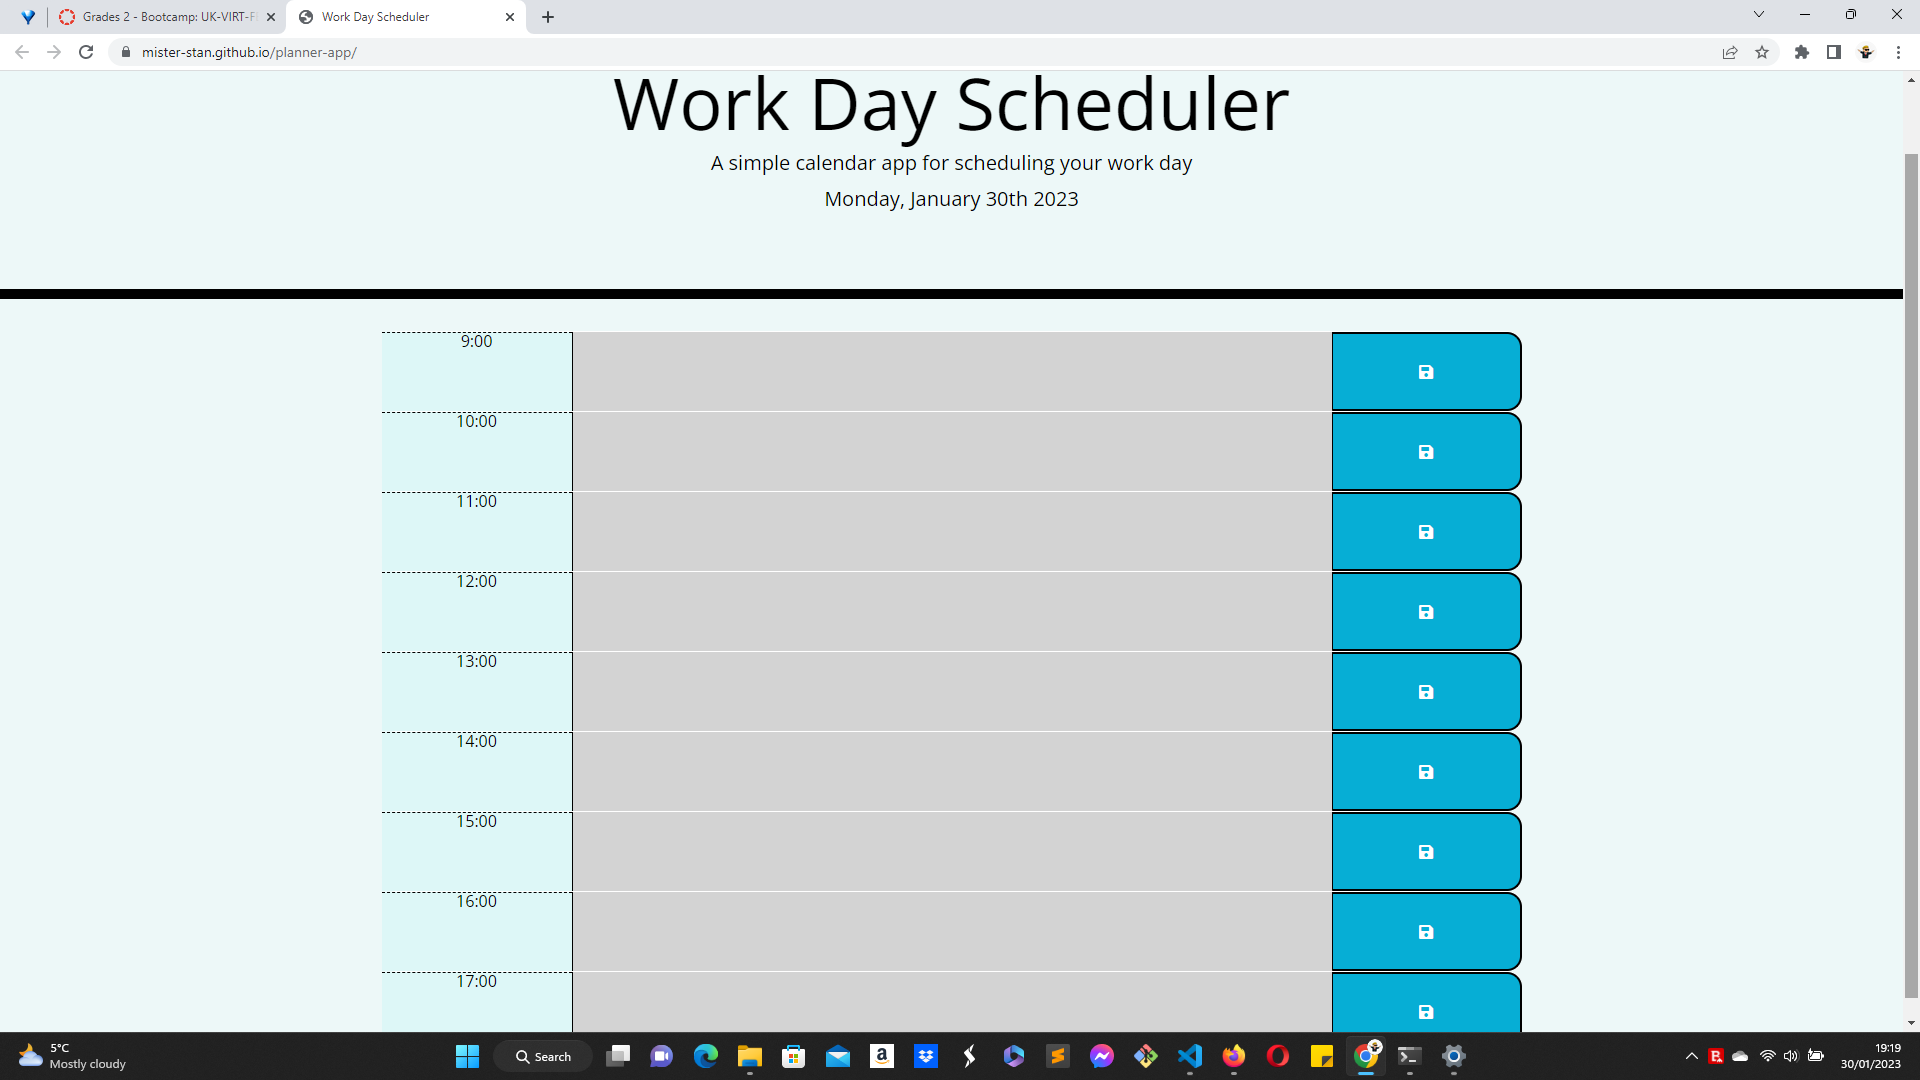 Grades 2 - Bootcamp: UK-VIRT-F
Work Day Scheduler
mister-stan.github.io/planner-app/
Work Day Scheduler
A simple calendar app for scheduling your work day
Monday, January 30th 2023
9:00
10:00
11:00
12:00
13:00
14:00
15:00
16:00
17:00
5°C
Mostly cloudy
Search
19:19
30/01/2023